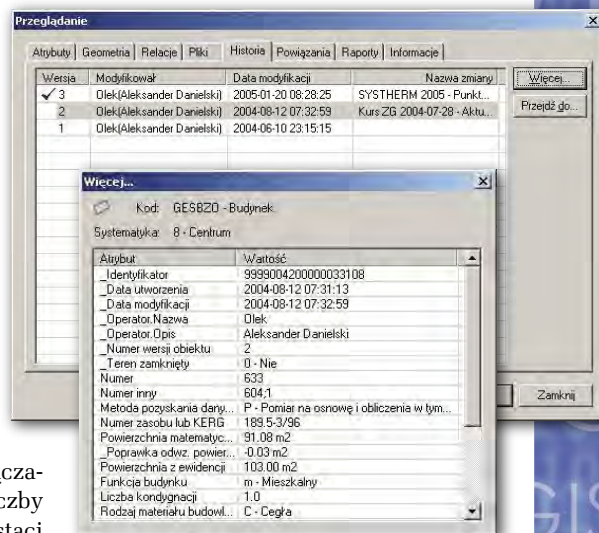 Przeglądanie
Atrybuty Geometria Relacje Pliki Historia Powiązania Raporty Informacje
Wersja Modyfikował Data modyfikacji Nazwa zmiany
3 Olek(Aleksander Danielski) 2005-01-20 08:28:25 SYSTHERM 2005 - Punkt...
2 Olek(Aleksander Danielski) 2004-08-12 07:32:59 Kurs ZG 2004-07-28 - Aktu...
1 Olek(Aleksander Danielski) 2004-06-10 23:15:15
Więcej...
Przejdź do...
Więcej...
Kod: GESBZO - Budynek
Systematyka: 8 - Centrum
Atrybut Wartość
_Identyfikator 9999004200000033108
_Data utworzenia 2004-08-12 07:31:13
_Data modyfikacji 2004-08-12 07:32:59
_Operator.Nazwa Olek
_Operator.Opis Aleksander Danielski
_Numer wersji obiektu 2
_Teren zamknięty 0 - Nie
Numer 633
Numer inny 604;1
Metoda pozyskania dany... P - Pomiar na osnowę i obliczenia w tym...
Numer zasobu lub KERG 189.5-3/96
Powierzchnia matematyc... 91.08 m2
_Poprawka odwz. powier... -0.03 m2
Powierzchnia z ewidencji 103.00 m2
Funkcja budynku m - Mieszkalny
Liczba kondygnacji 1.0
Rodzaj materiału budowl... C - Cegła
Zamknij
ącza-
czby
staci
GIS